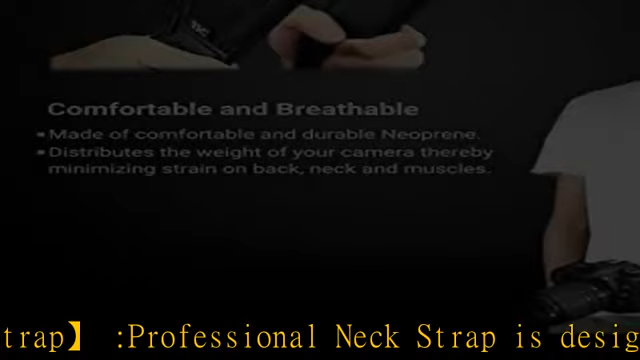 Comfortable and Breathable
▪Made of comfortable and durable Neoprene.
▪Distributes the weight of your camera thereby
minimizing strain on back, neck and muscles.
trap】 :Professional Neck Strap is desig